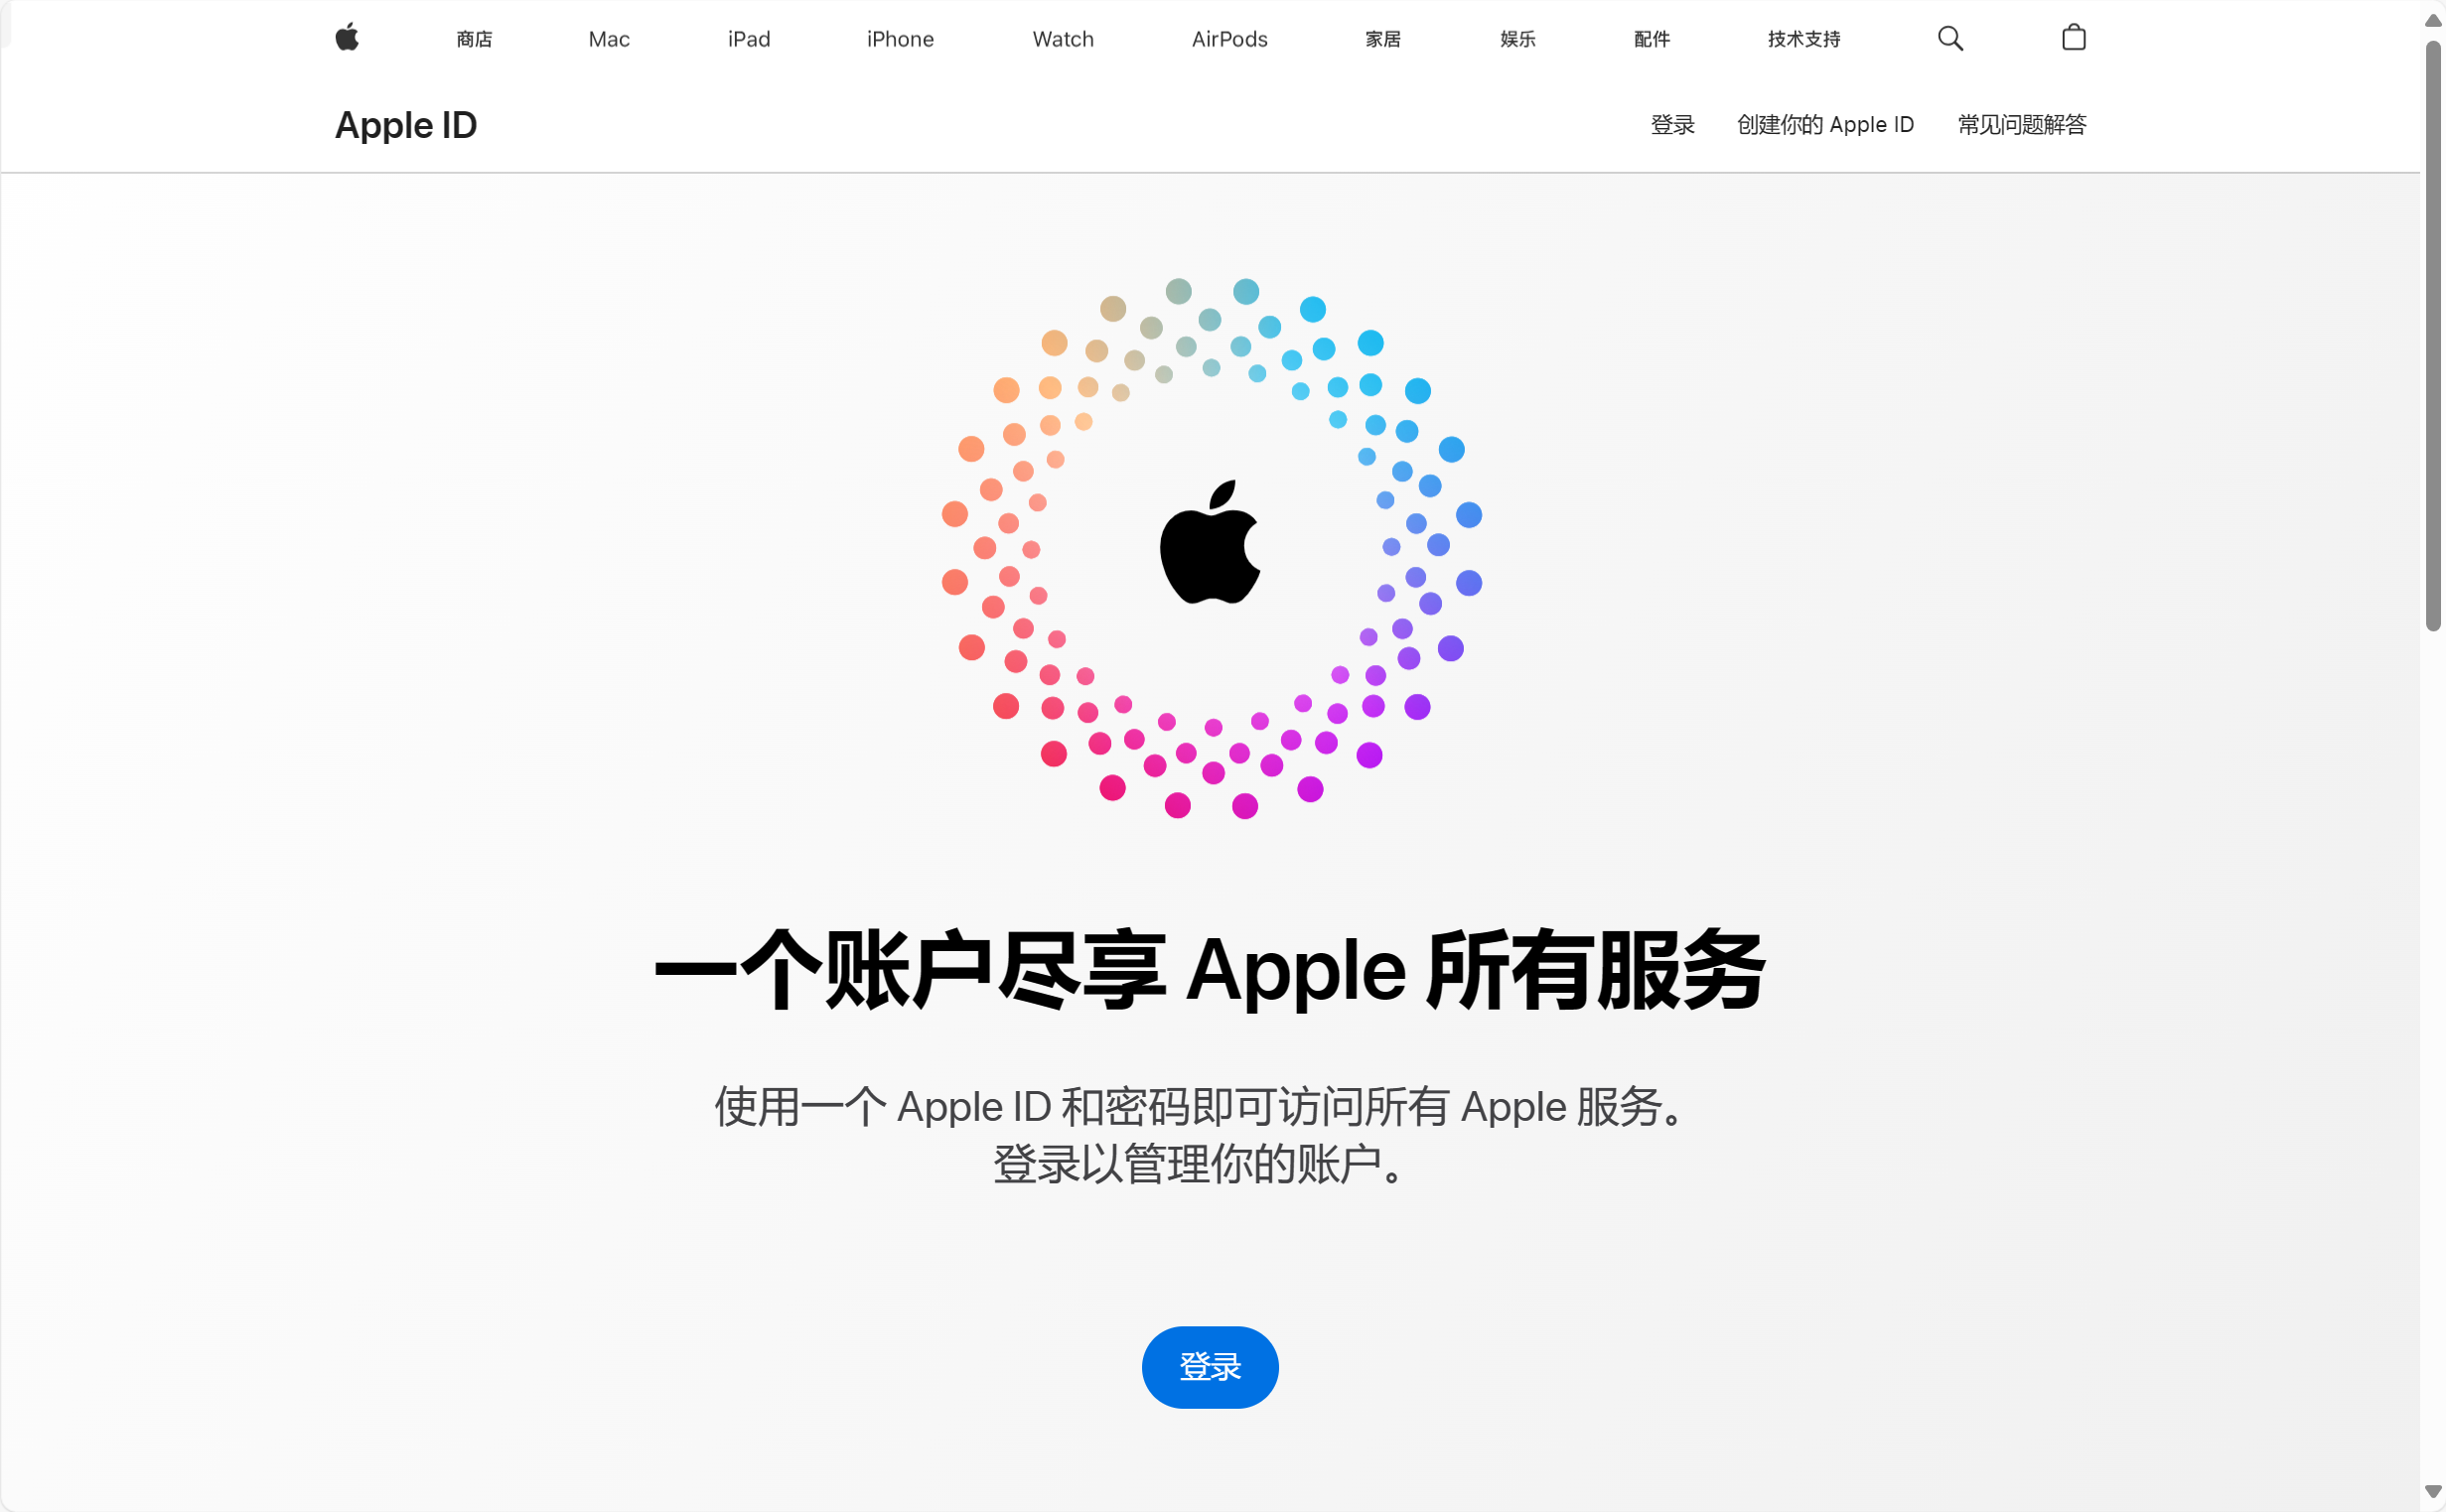 商店 Mac iPad iPhone Watch AirPods 家居 娱乐 配件 技术支持
Apple ID 登录 创建你的 Apple ID 常见问题解答
一个账户尽享 Apple 所有服务
使用一个 Apple ID 和密码即可访问所有 Apple 服务。
登录以管理你的账户。
登录